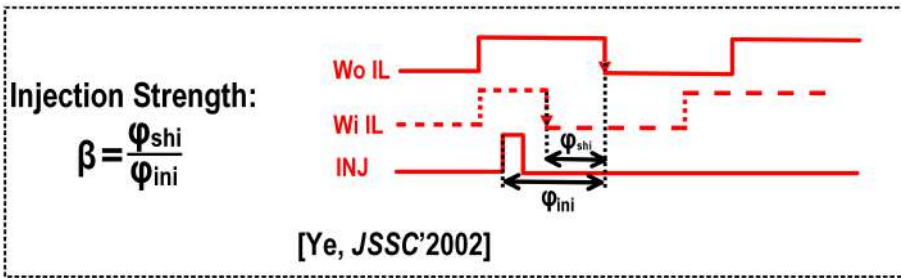 Injection Strength:
β = φshi / φini
Wo IL
Wi IL
INJ
φshi
φini
[Ye, JSSC'2002]